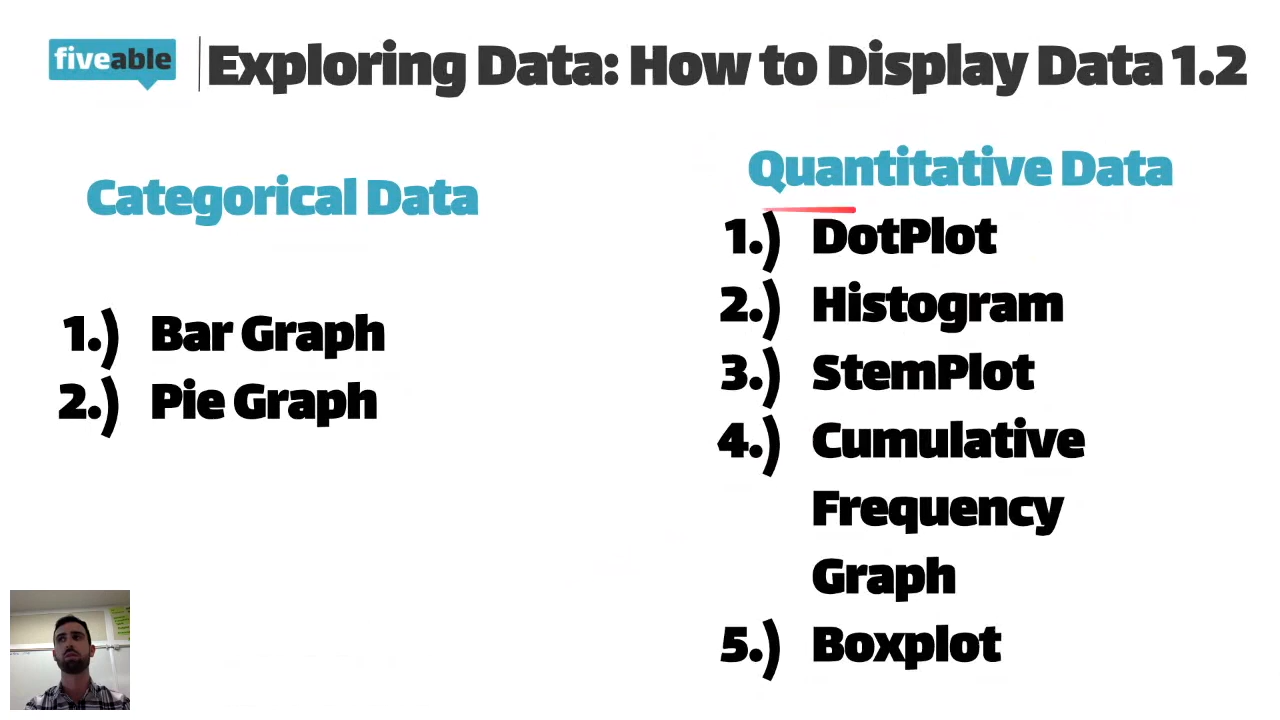 fiveable
Exploring Data: How to Display Data 1.2
Categorical Data
1.) Bar Graph
2.) Pie Graph
Quantitative Data
1.) DotPlot
2.) Histogram
3.) StemPlot
4.) Cumulative
Frequency
Graph
5.) Boxplot